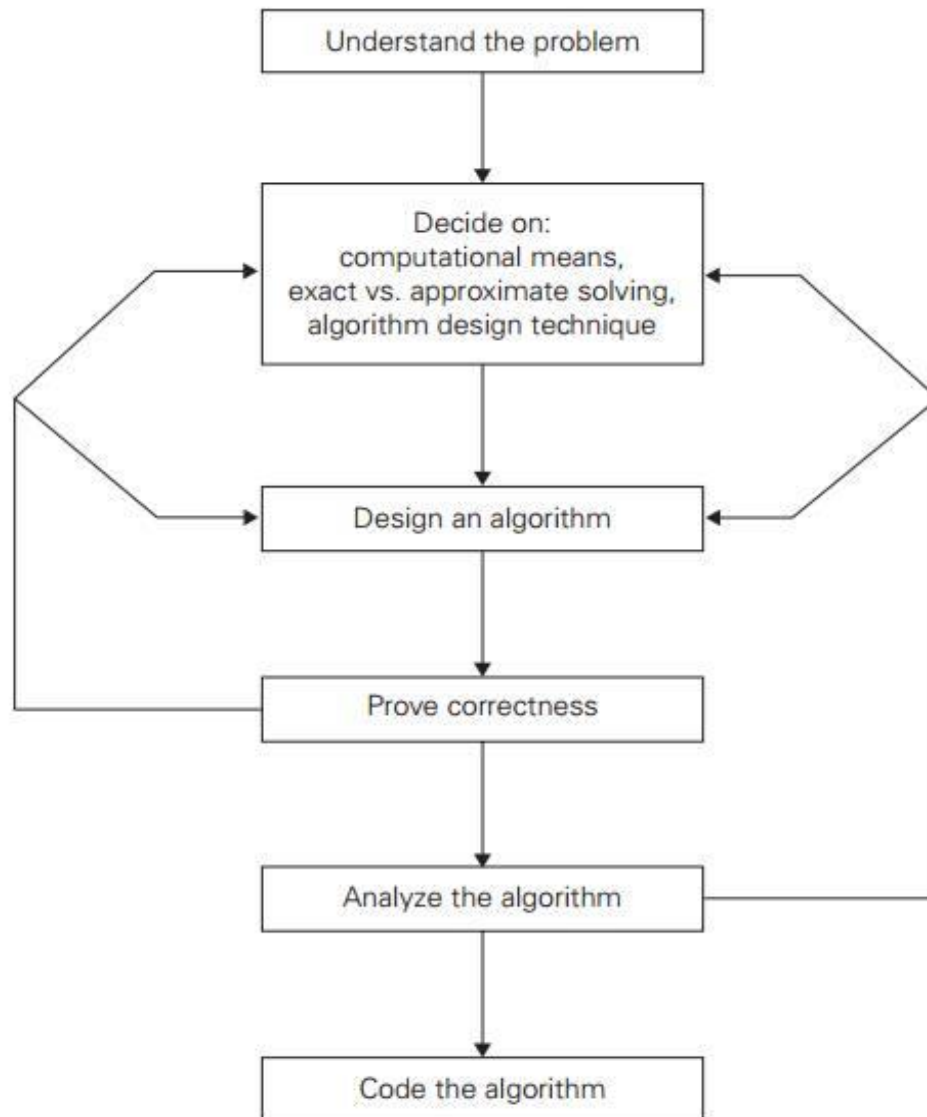 Understand the problem
Decide on:
computational means,
exact vs. approximate solving,
algorithm design technique
Design an algorithm
Prove correctness
Analyze the algorithm
Code the algorithm